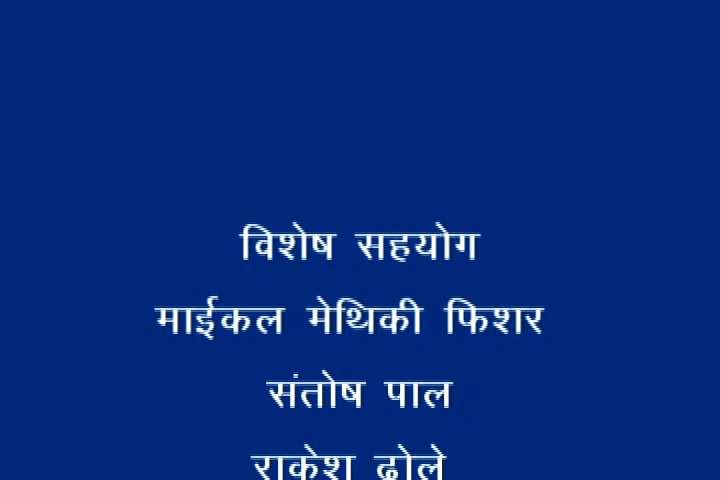 विशेष सहयोग
माईकल मेथिकी फिशर
संतोष पाल
राकेश ढोले